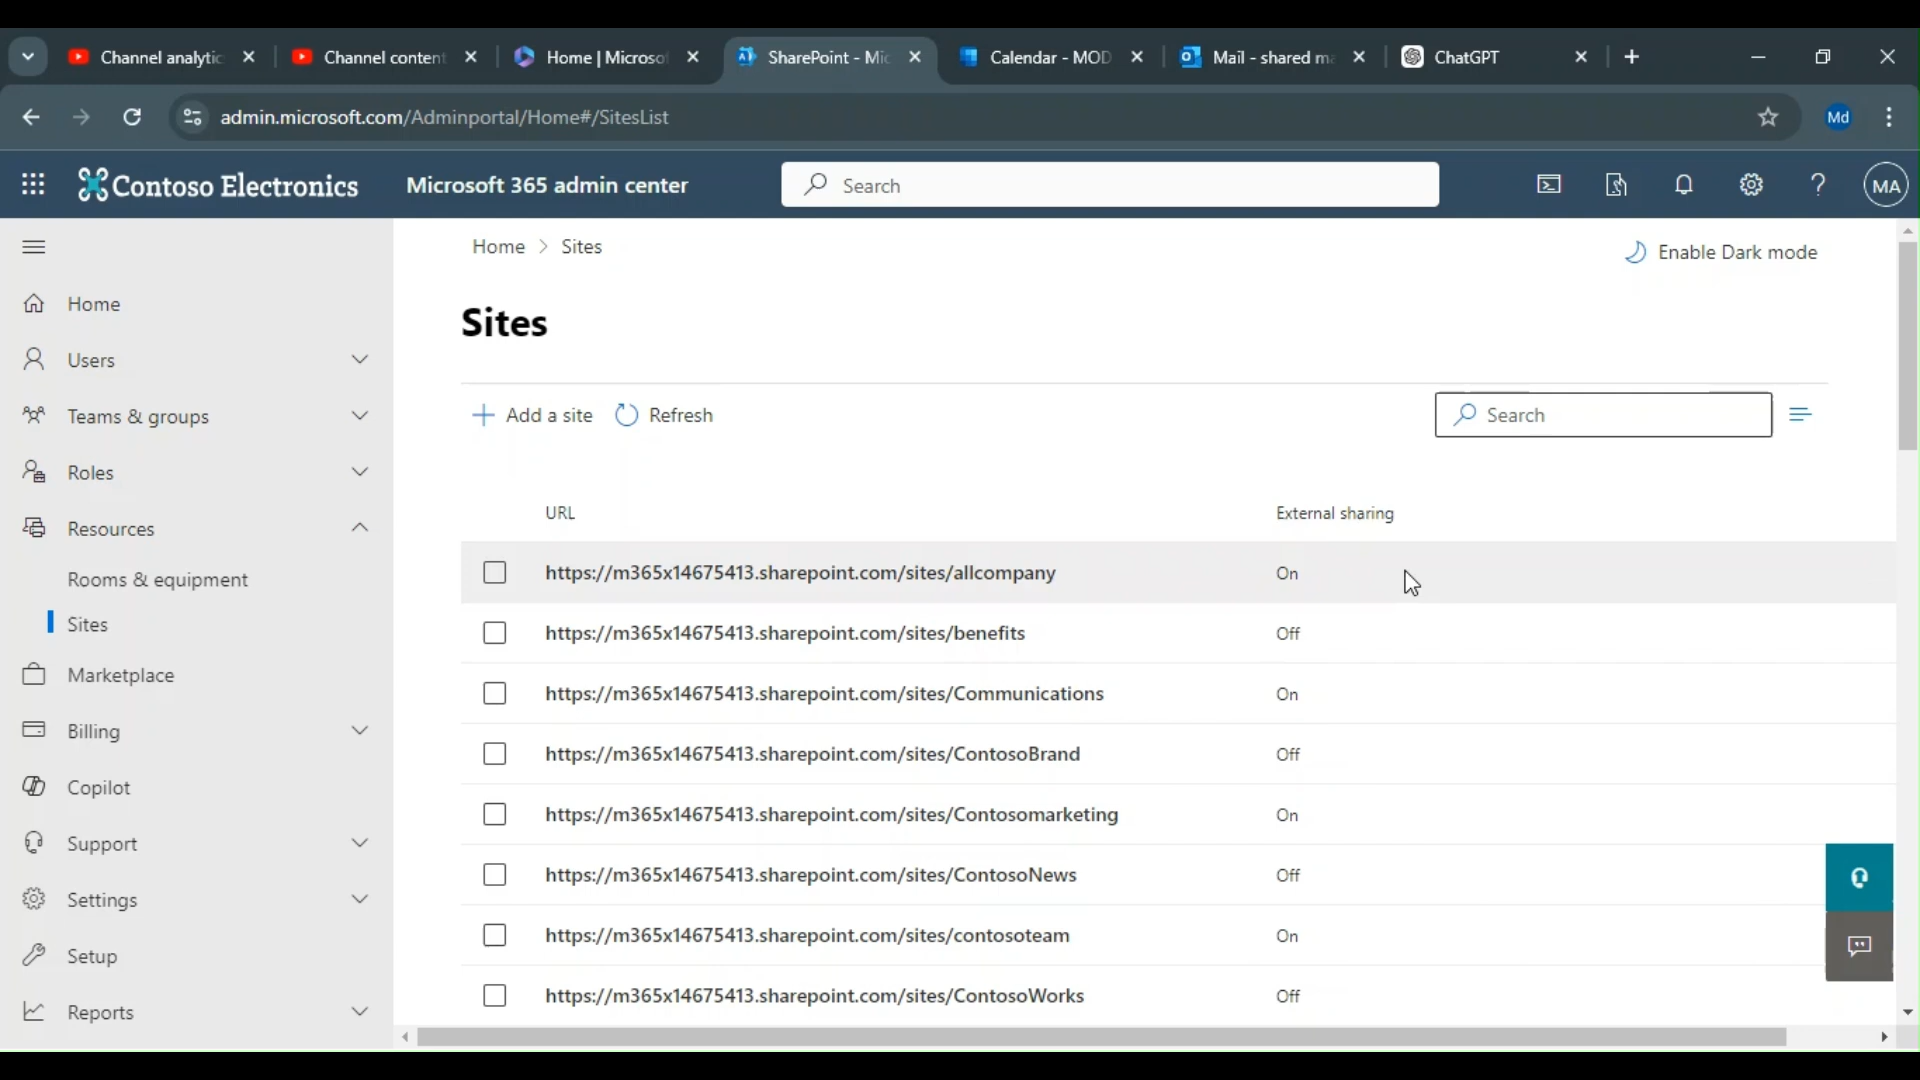 Channel analytic
Channel content
Home | Microsof
SharePoint - Mic
Calendar - MOD
Mail - shared ma
ChatGPT
admin.microsoft.com/Adminportal/Home#/SitesList
Md
Contoso Electronics
Microsoft 365 admin center
Search
MA
Home > Sites
Enable Dark mode
Home
Users
Teams & groups
Roles
Resources
Rooms & equipment
Sites
Marketplace
Billing
Copilot
Support
Settings
Setup
Reports
Sites
Add a site
Refresh
Search
URL External sharing
https://m365x14675413.sharepoint.com/sites/allcompany On
https://m365x14675413.sharepoint.com/sites/benefits Off
https://m365x14675413.sharepoint.com/sites/Communications On
https://m365x14675413.sharepoint.com/sites/ContosoBrand Off
https://m365x14675413.sharepoint.com/sites/Contosomarketing On
https://m365x14675413.sharepoint.com/sites/ContosoNews Off
https://m365x14675413.sharepoint.com/sites/contosoteam On
https://m365x14675413.sharepoint.com/sites/ContosoWorks Off